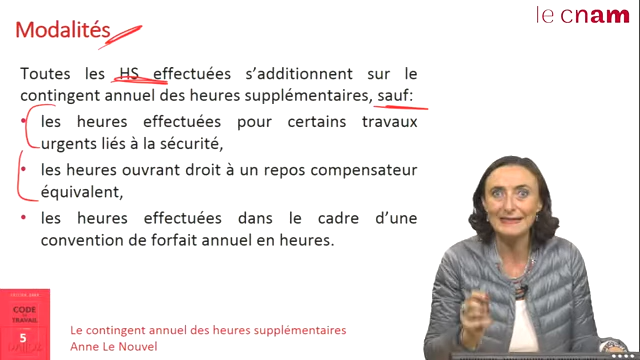 le cnam
Modalités
Toutes les HS effectuées s'additionnent sur le
contingent annuel des heures supplémentaires, sauf:
• les heures effectuées pour certains travaux
urgents liés à la sécurité,
• les heures ouvrant droit à un repos compensateur
équivalent,
• les heures effectuées dans le cadre d'une
convention de forfait annuel en heures.
CODE
TRAVAIL
5
Le contingent annuel des heures supplémentaires
Anne Le Nouvel